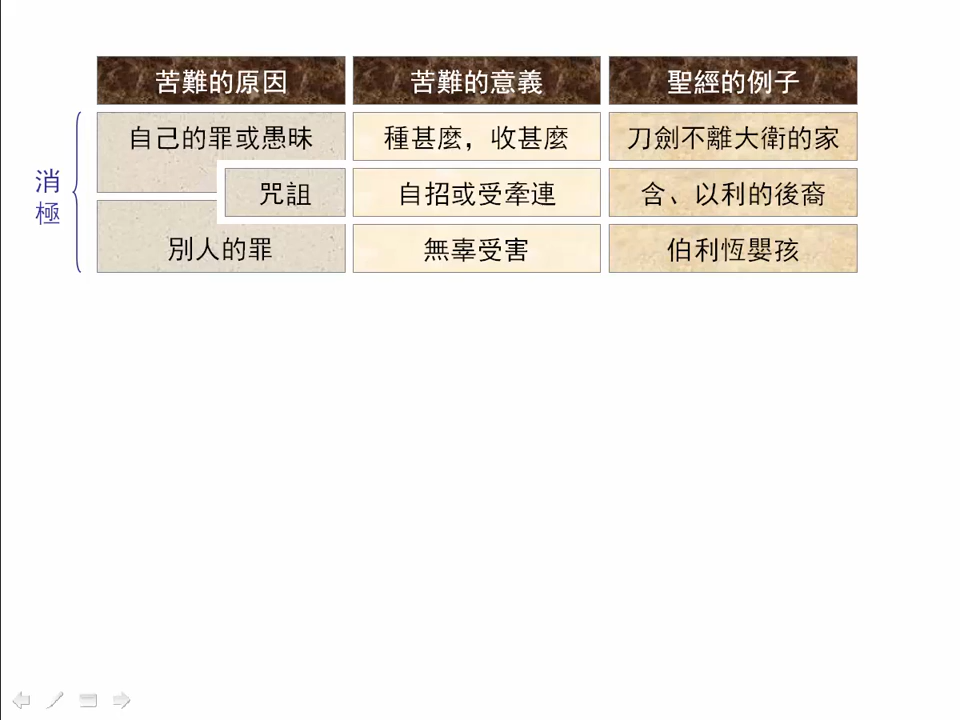 苦難的原因 苦難的意義 聖經的例子
消極
自己的罪或愚昧 種甚麼，收甚麼 刀劍不離大衛的家
咒詛 自招或受牽連 含、以利的後裔
別人的罪 無辜受害 伯利恆嬰孩